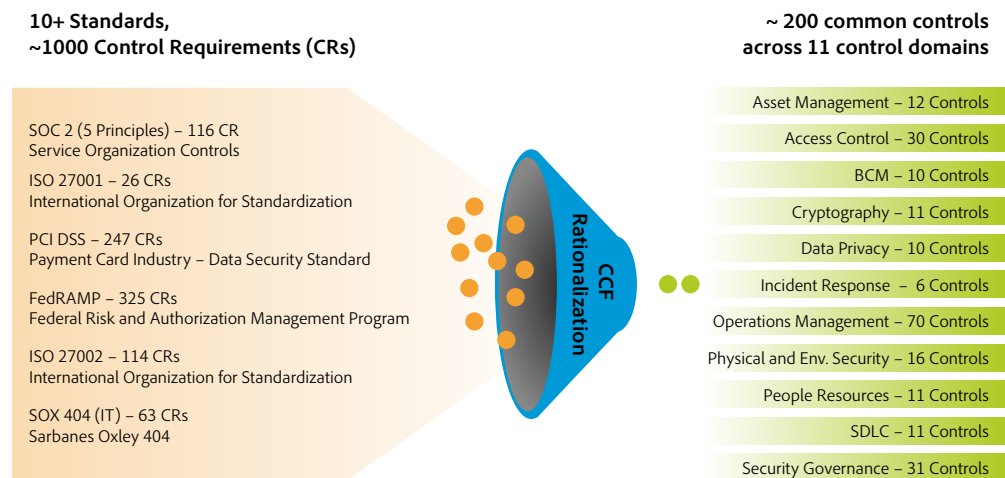 10+ Standards,
~1000 Control Requirements (CRs)
SOC 2 (5 Principles) – 116 CR
Service Organization Controls
ISO 27001 – 26 CRs
International Organization for Standardization
PCI DSS – 247 CRs
Payment Card Industry – Data Security Standard
FedRAMP – 325 CRs
Federal Risk and Authorization Management Program
ISO 27002 – 114 CRs
International Organization for Standardization
SOX 404 (IT) – 63 CRs
Sarbanes Oxley 404
CCF
Rationalization
~ 200 common controls
across 11 control domains
Asset Management – 12 Controls
Access Control – 30 Controls
BCM – 10 Controls
Cryptography – 11 Controls
Data Privacy – 10 Controls
Incident Response – 6 Controls
Operations Management – 70 Controls
Physical and Env. Security – 16 Controls
People Resources – 11 Controls
SDLC – 11 Controls
Security Governance – 31 Controls